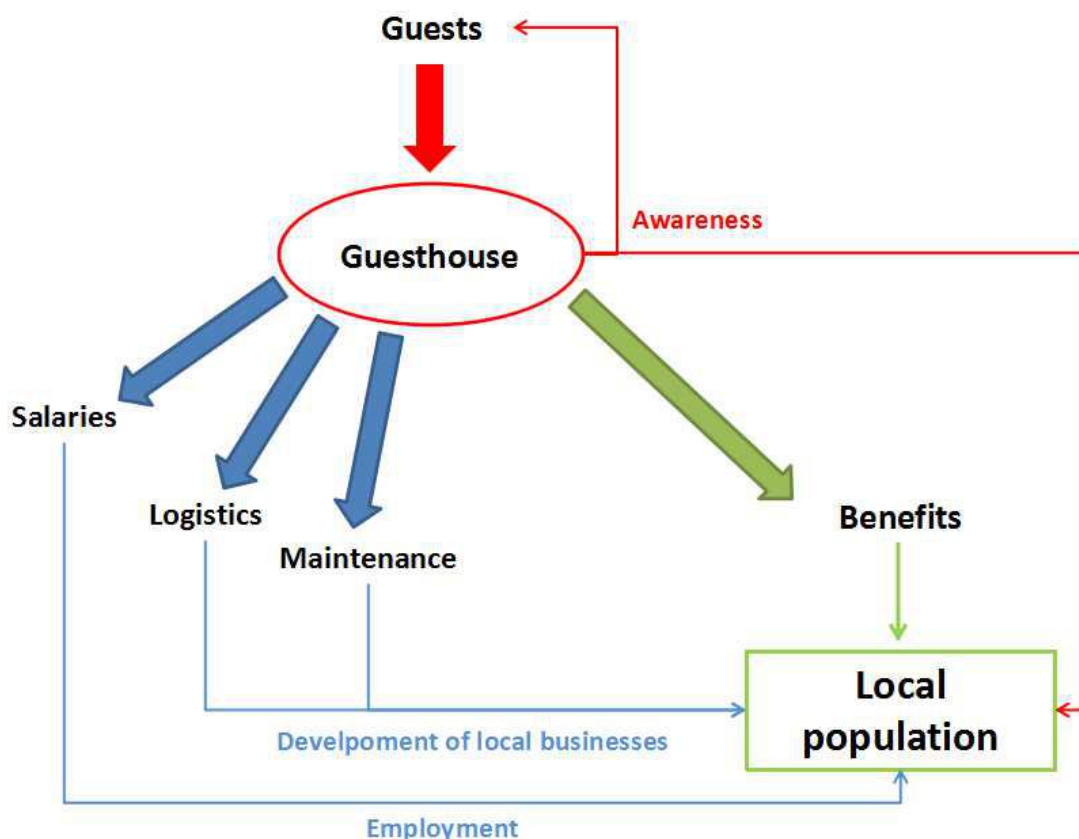 Guests
Awareness
Guesthouse
Salaries
Logistics
Benefits
Maintenance
Local
population
Develpoment of local businesses
Employment